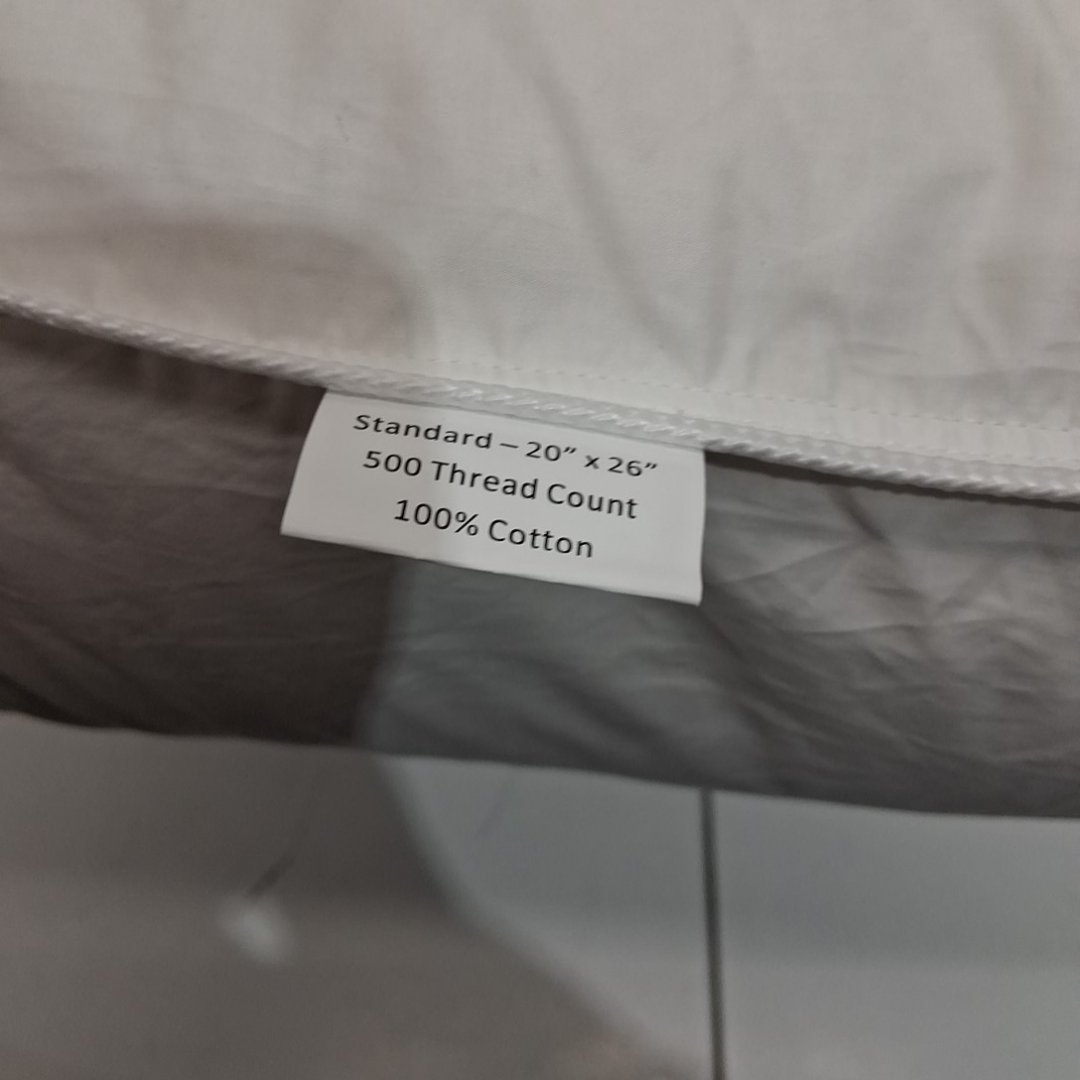 Standard – 20” x 26”
500 Thread Count
100% Cotton